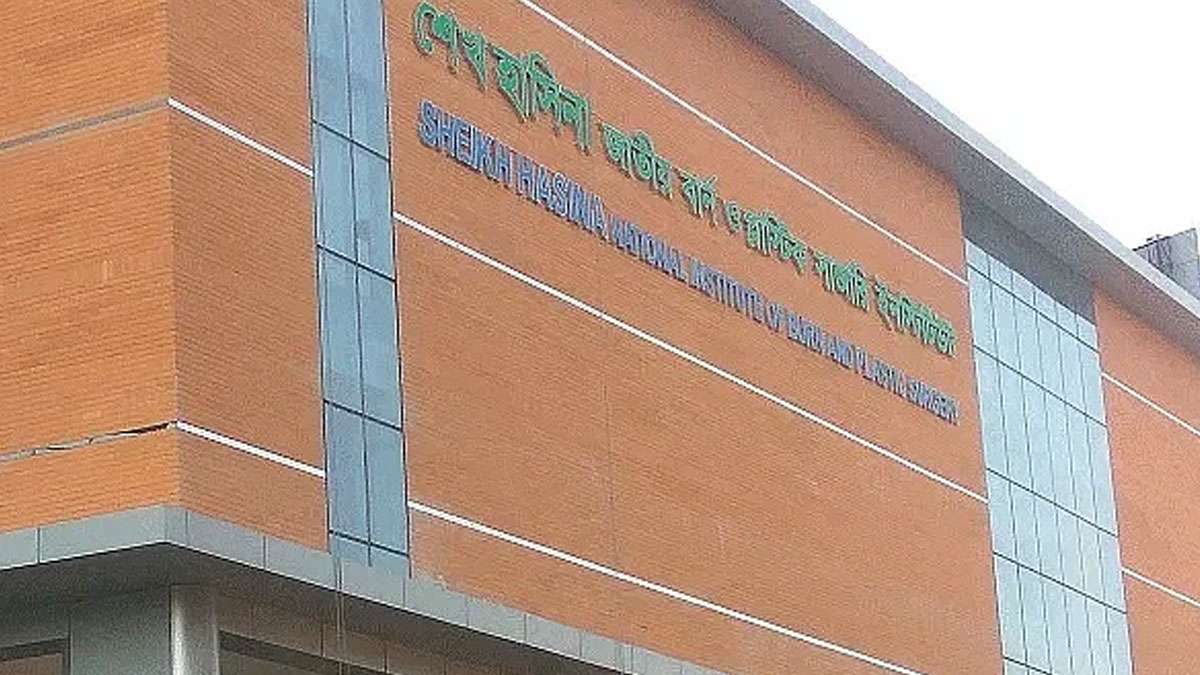 শেখ হাসিনা জাতীয় বার্ন ও প্লাস্টিক সার্জারি ইনস্টিটিউট
SHEIKH HASINA NATIONAL INSTITUTE OF BURN AND PLASTIC SURGERY